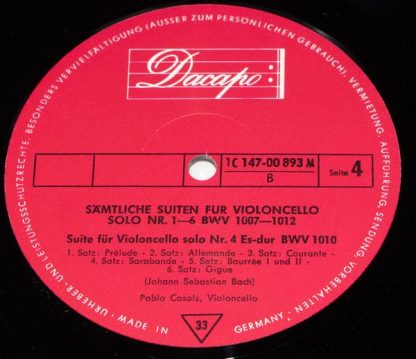 URHEBER- UND LEISTUNGSSCHUTZRECHTE, BESONDERS VERVIELFÄLTIGUNG (AUSSER ZUM PERSÖNLICHEN GEBRAUCH), VERMIETUNG, AUFFÜHRUNG, SENDUNG, VORBEHALTEN.
Dacapo
1C 147-00 893 M
B
Seite 4
SÄMTLICHE SUITEN FUR VIOLONCELLO
SOLO NR. 1—6 BWV 1007—1012
Suite für Violoncello solo Nr. 4 Es-dur BWV 1010
1. Satz: Prélude - 2. Satz: Allemande - 3. Satz: Courante -
4. Satz: Sarabande - 5. Satz: Bourrée I und II -
6. Satz: Gigue
(Johann Sebastian Bach)
Pablo Casals, Violoncello
33
MADE IN GERMANY